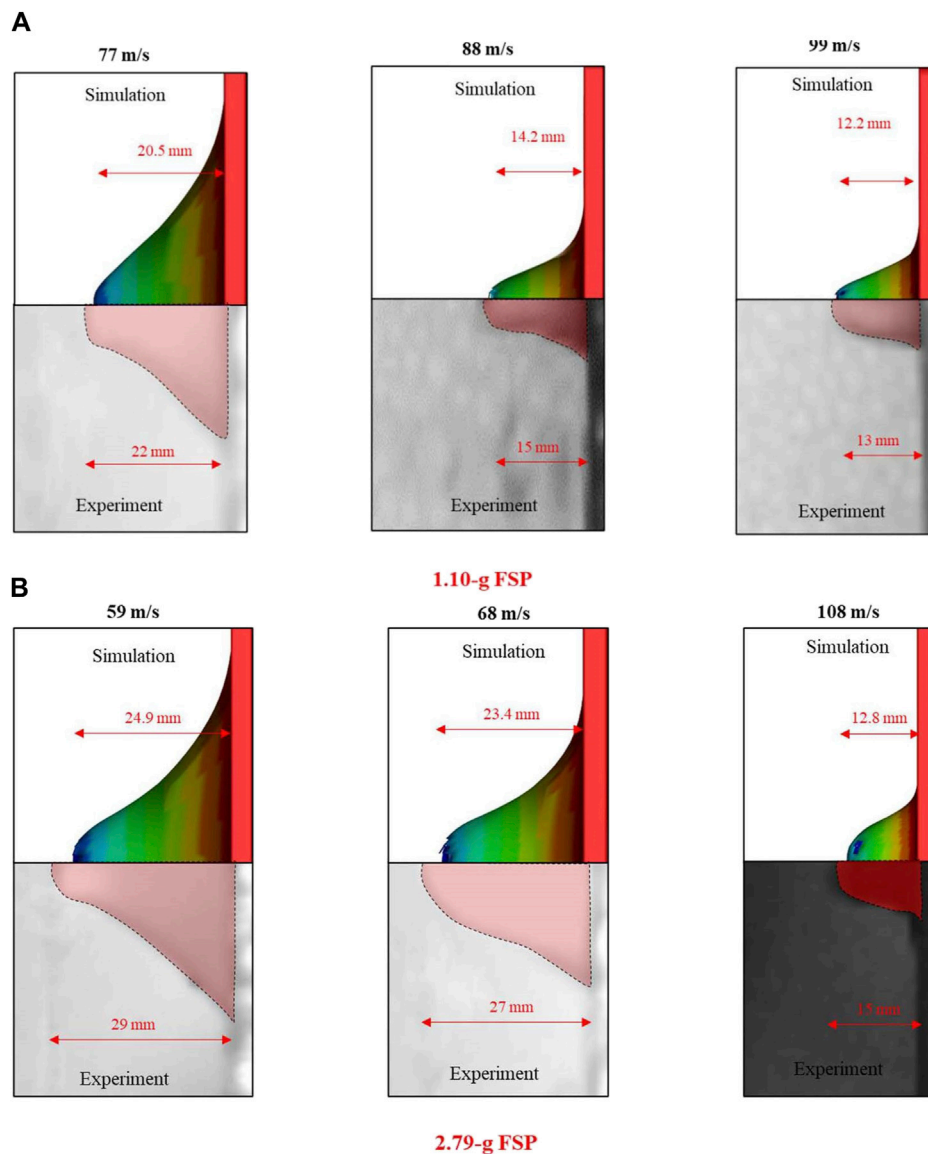 A
77 m/s
88 m/s
99 m/s
Simulation
Simulation
Simulation
20.5 mm
14.2 mm
12.2 mm
22 mm
15 mm
13 mm
Experiment
Experiment
Experiment
1.10-g FSP
B
59 m/s
68 m/s
108 m/s
Simulation
Simulation
Simulation
24.9 mm
23.4 mm
12.8 mm
29 mm
27 mm
15 mm
Experiment
Experiment
Experiment
2.79-g FSP